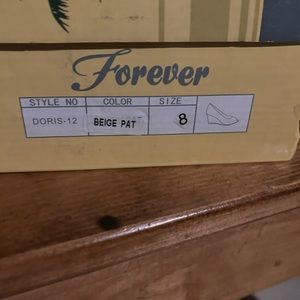 Forever
STYLE NO COLOR SIZE
DORIS-12 BEIGE PAT 8